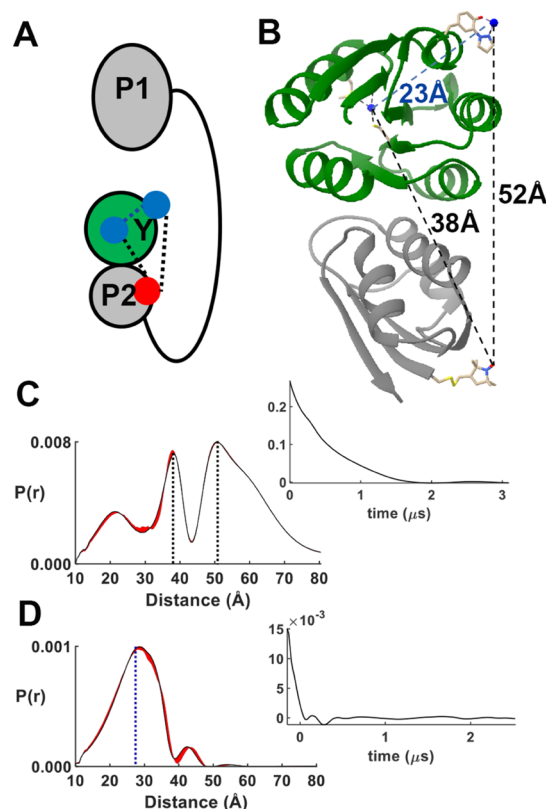 A
P1
Y
P2
B
23Å
52Å
38Å
C
0.008
P(r)
0.000
10 20 30 40 50 60 70 80
Distance (Å)
0.2
0.1
0
0 1 2 3
time (μs)
D
0.001
P(r)
0.000
10 20 30 40 50 60 70 80
Distance (Å)
× 10⁻³
15
10
5
0
0 1 2
time (μs)